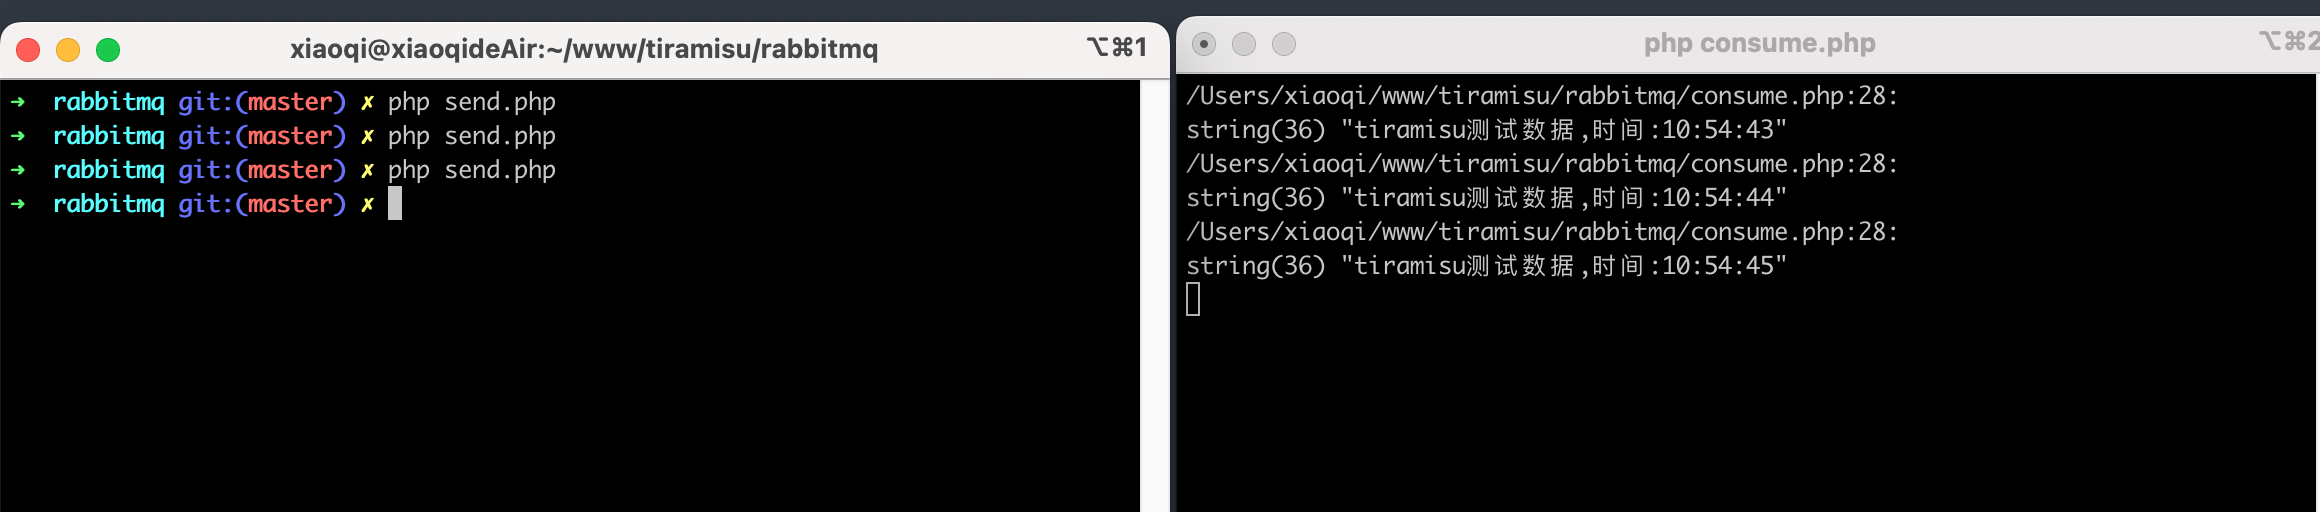 xiaoqi@xiaoqideAir:~/www/tiramisu/rabbitmq ⌥⌘1
➜ rabbitmq git:(master) ✗ php send.php
➜ rabbitmq git:(master) ✗ php send.php
➜ rabbitmq git:(master) ✗ php send.php
➜ rabbitmq git:(master) ✗
php consume.php ⌥⌘2
/Users/xiaoqi/www/tiramisu/rabbitmq/consume.php:28:
string(36) "tiramisu测试数据,时间:10:54:43"
/Users/xiaoqi/www/tiramisu/rabbitmq/consume.php:28:
string(36) "tiramisu测试数据,时间:10:54:44"
/Users/xiaoqi/www/tiramisu/rabbitmq/consume.php:28:
string(36) "tiramisu测试数据,时间:10:54:45"